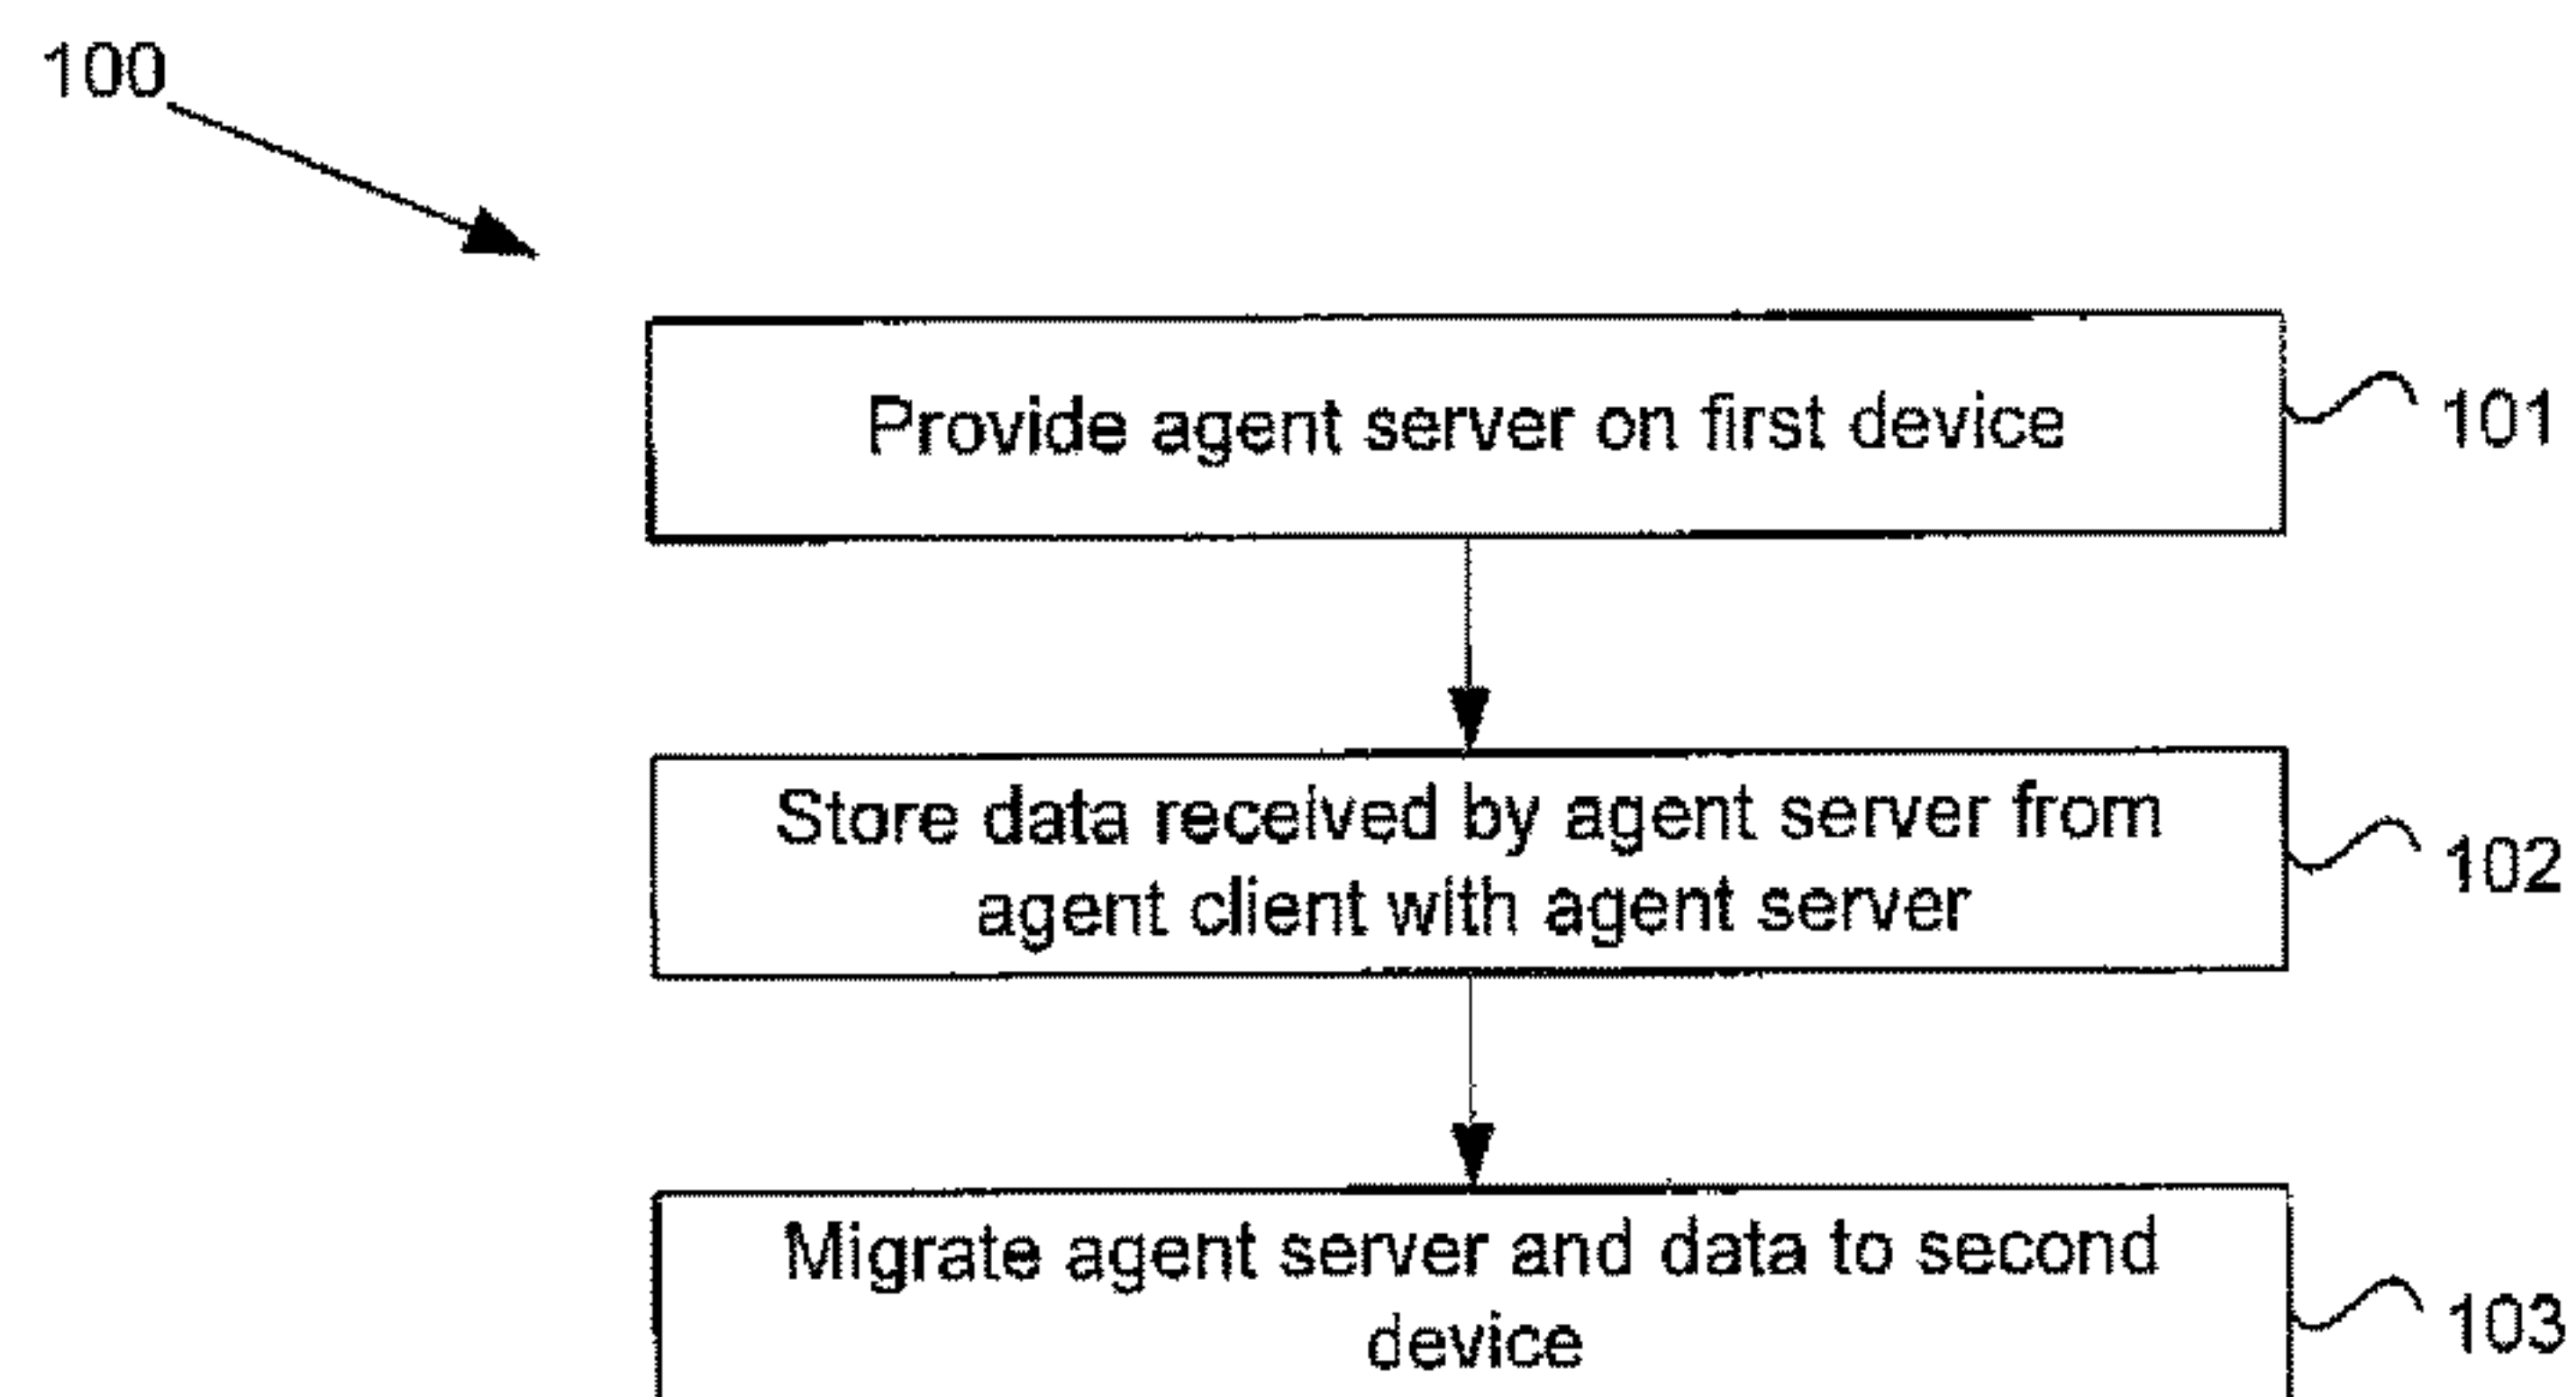 100
Provide agent server on first device
101
Store data received by agent server from
agent client with agent server
102
Migrate agent server and data to second
device
103